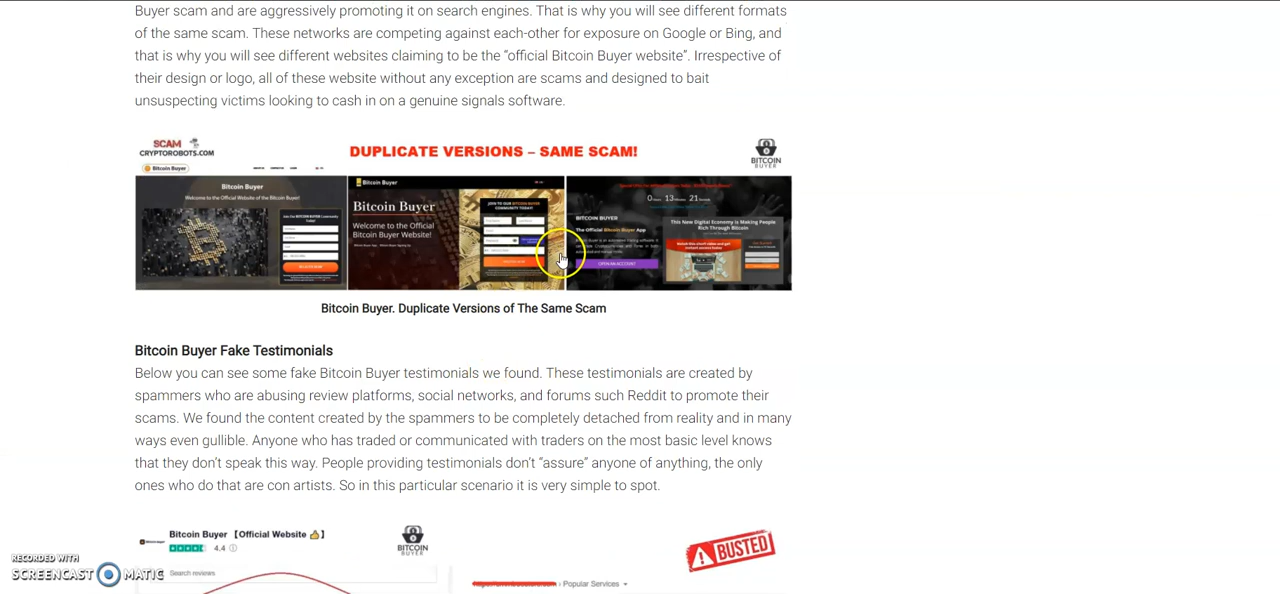 Buyer scam and are aggressively promoting it on search engines. That is why you will see different formats
of the same scam. These networks are competing against each-other for exposure on Google or Bing, and
that is why you will see different websites claiming to be the “official Bitcoin Buyer website”. Irrespective of
their design or logo, all of these website without any exception are scams and designed to bait
unsuspecting victims looking to cash in on a genuine signals software.
SCAM
CRYPTOROBOTS.COM
DUPLICATE VERSIONS – SAME SCAM!
BITCOIN
BUYER
Bitcoin Buyer
Bitcoin Buyer
Welcome to the Official Website of the Bitcoin Buyer!
Bitcoin Buyer
Bitcoin Buyer
Welcome to the Official
Bitcoin Buyer Website!
JOIN TO OUR BITCOIN BUYER
COMMUNITY TODAY!
0 13 21
BITCOIN BUYER
The Official Bitcoin Buyer App
OPEN AN ACCOUNT
This New Digital Economy is Making People
Rich Through Bitcoin
Bitcoin Buyer. Duplicate Versions of The Same Scam
Bitcoin Buyer Fake Testimonials
Below you can see some fake Bitcoin Buyer testimonials we found. These testimonials are created by
spammers who are abusing review platforms, social networks, and forums such Reddit to promote their
scams. We found the content created by the spammers to be completely detached from reality and in many
ways even gullible. Anyone who has traded or communicated with traders on the most basic level knows
that they don’t speak this way. People providing testimonials don’t “assure” anyone of anything, the only
ones who do that are con artists. So in this particular scenario it is very simple to spot.
Bitcoin Buyer 【Official Website 👍】
4.4
Search reviews
BITCOIN
BUYER
BUSTED
› Popular Services
RECORDED WITH
SCREENCAST MATIC